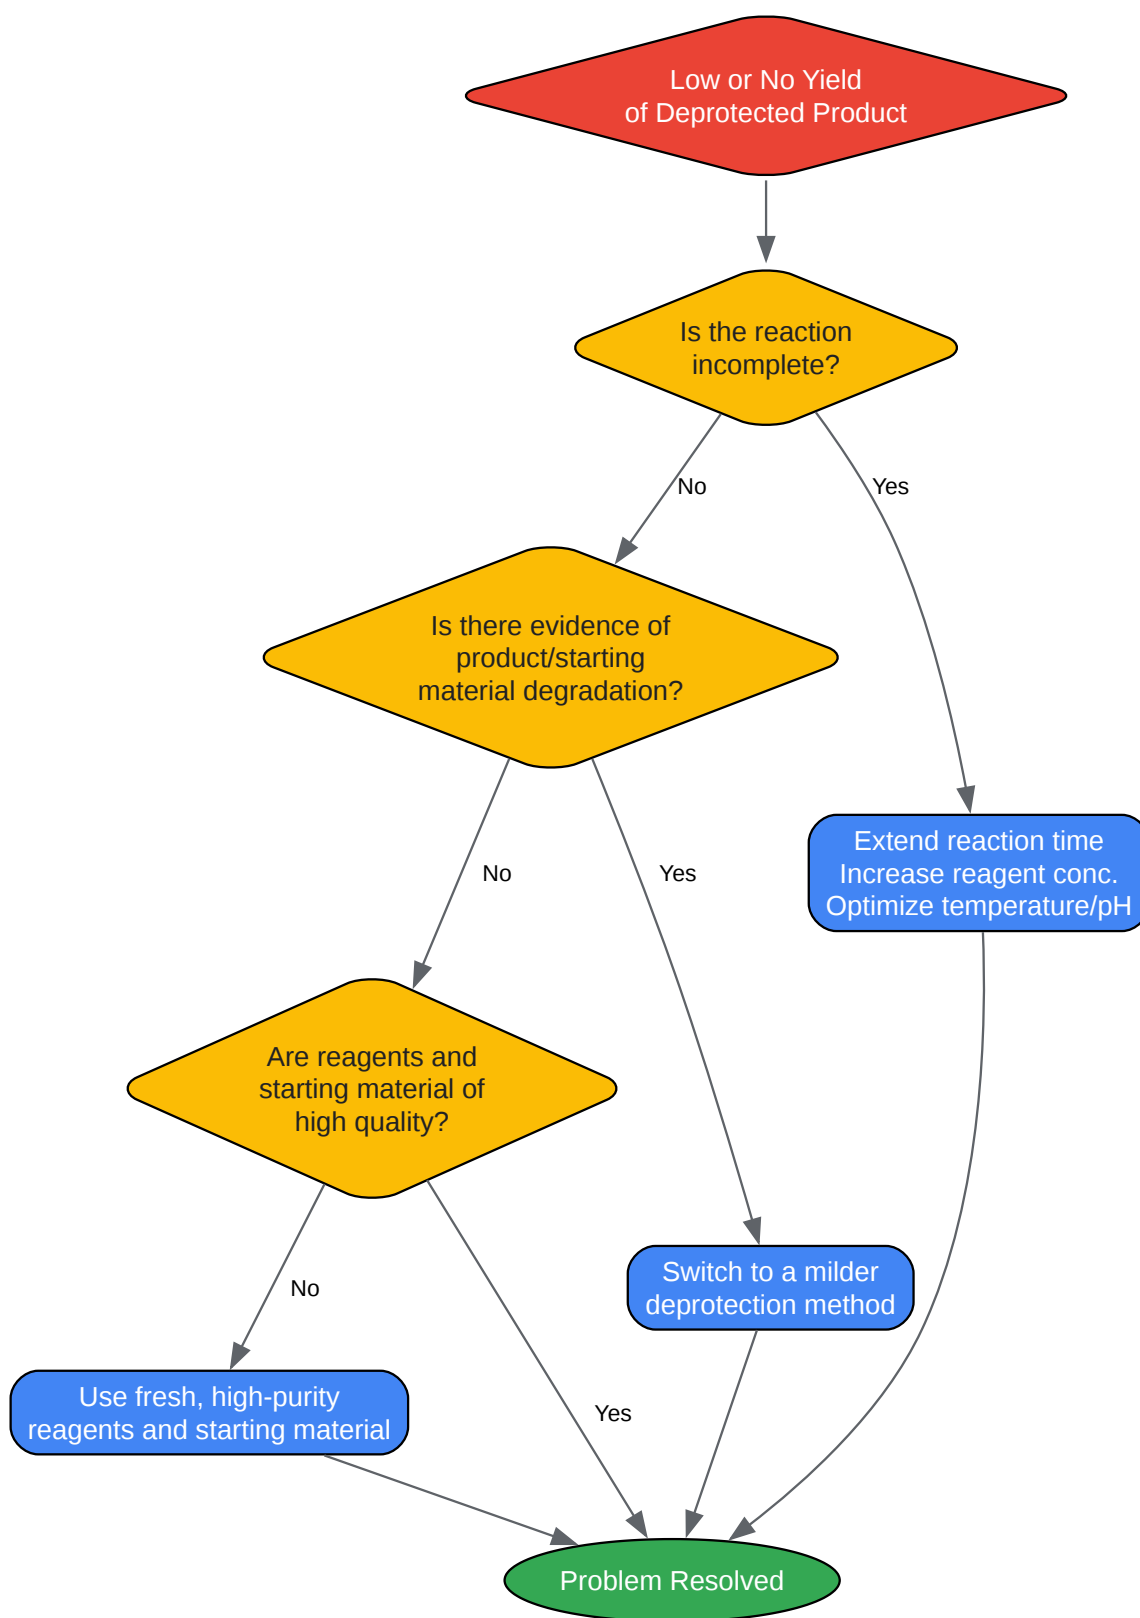 Low or No Yield
of Deprotected Product
Is the reaction
incomplete?
No
Yes
Is there evidence of
product/starting
material degradation?
Extend reaction time
Increase reagent conc.
Optimize temperature/pH
No
Yes
Are reagents and
starting material of
high quality?
Switch to a milder
deprotection method
No
Use fresh, high-purity
reagents and starting material
Yes
Problem Resolved